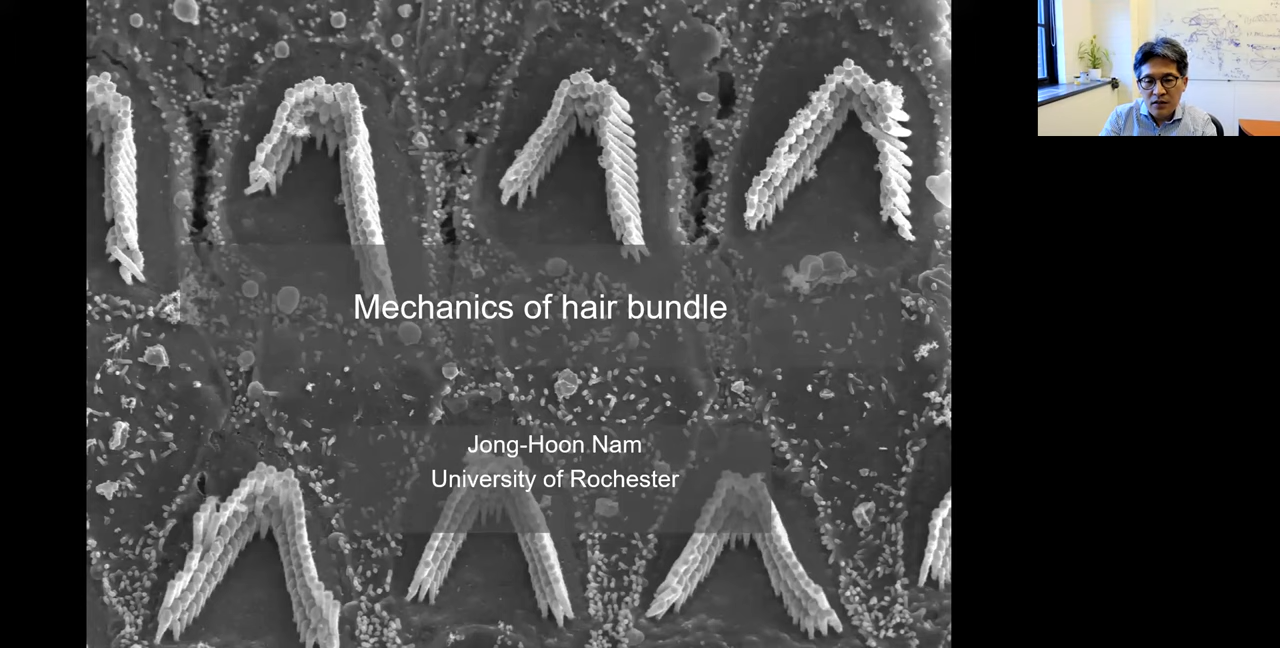 Mechanics of hair bundle
Jong-Hoon Nam
University of Rochester